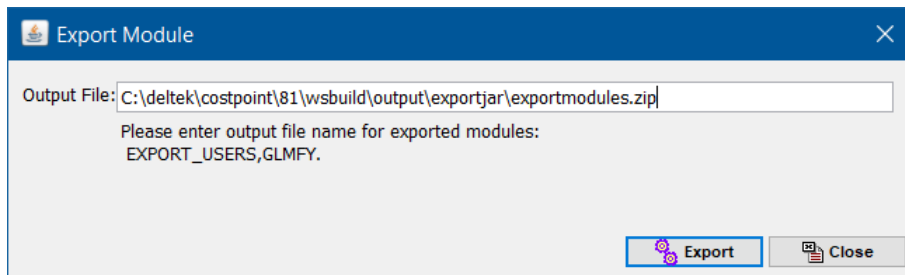 Export Module
Output File: C:\deltek\costpoint\81\wsbuild\output\exportjar\exportmodules.zip
Please enter output file name for exported modules:
EXPORT_USERS,GLMFY.
Export Close